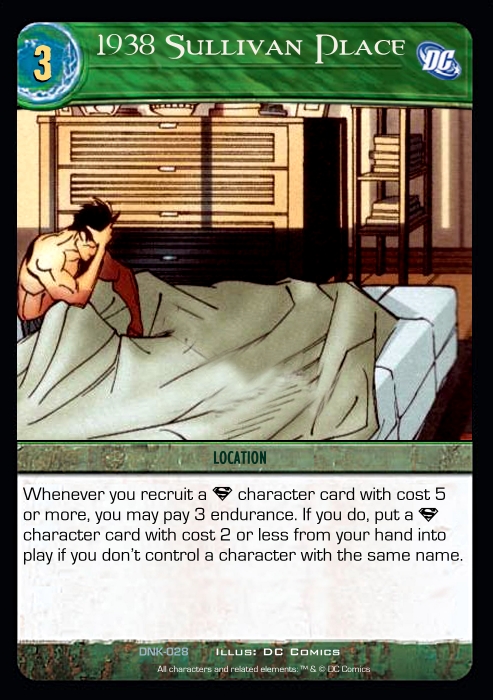 3
1938 Sullivan Place
DC
LOCATION
Whenever you recruit a character card with cost 5
or more, you may pay 3 endurance. If you do, put a
character card with cost 2 or less from your hand into
play if you don't control a character with the same name.
DNK-028 Illus: DC Comics
All characters and related elements: ™ & © DC Comics